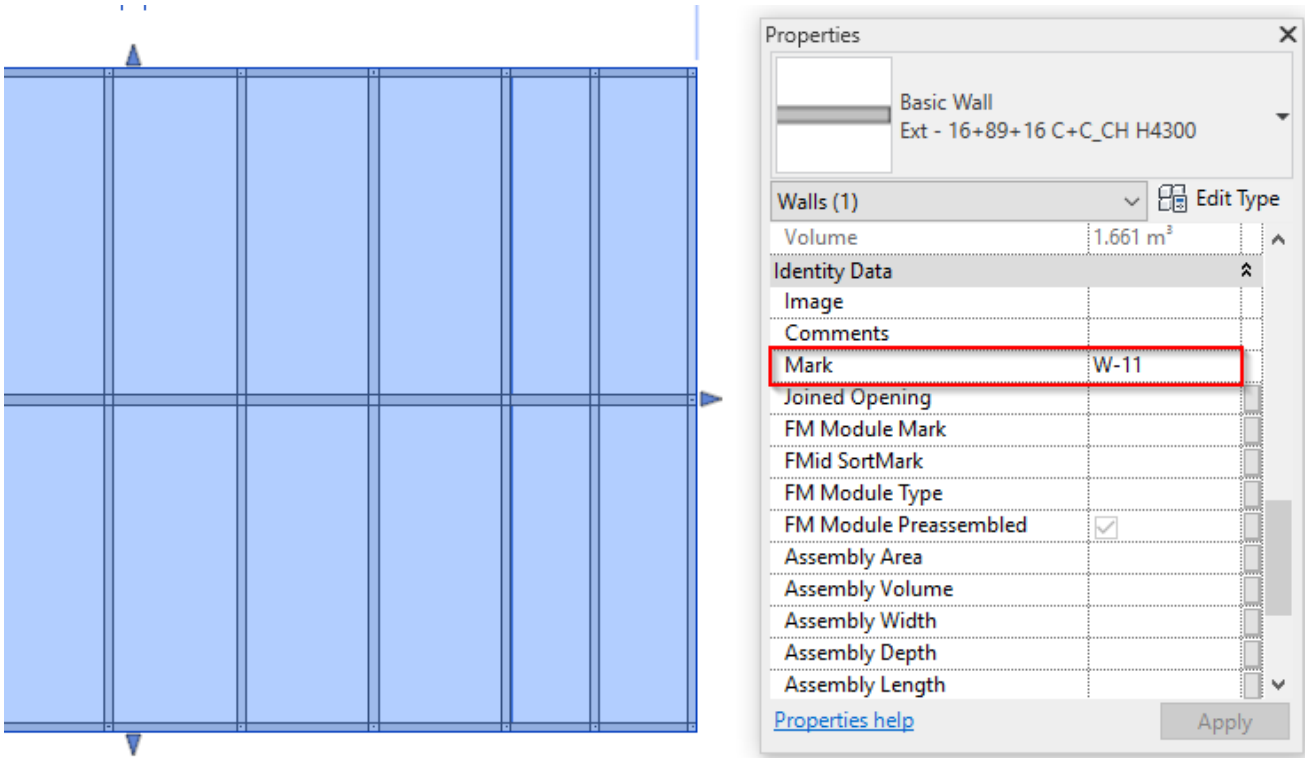 Properties
Basic Wall
Ext - 16+89+16 C+C_CH H4300
Walls (1)
Edit Type
Volume 1.661 m³
Identity Data
Image
Comments
Mark W-11
Joined Opening
FM Module Mark
FMid SortMark
FM Module Type
FM Module Preassembled
Assembly Area
Assembly Volume
Assembly Width
Assembly Depth
Assembly Length
Properties help
Apply